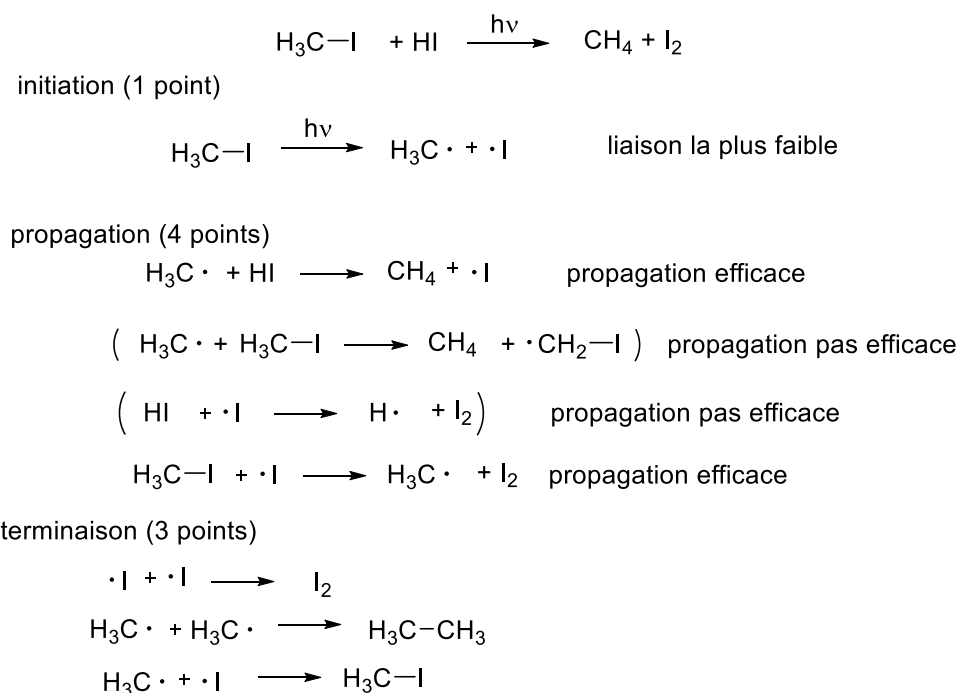 H₃C—I + HI hν ⟶ CH₄ + I₂
initiation (1 point)
H₃C—I hν ⟶ H₃C· + ·I liaison la plus faible
propagation (4 points)
H₃C· + HI ⟶ CH₄ + ·I propagation efficace
( H₃C· + H₃C—I ⟶ CH₄ + ·CH₂—I ) propagation pas efficace
( HI + ·I ⟶ H· + I₂ ) propagation pas efficace
H₃C—I + ·I ⟶ H₃C· + I₂ propagation efficace
terminaison (3 points)
·I + ·I ⟶ I₂
H₃C· + H₃C· ⟶ H₃C—CH₃
H₃C· + ·I ⟶ H₃C—I